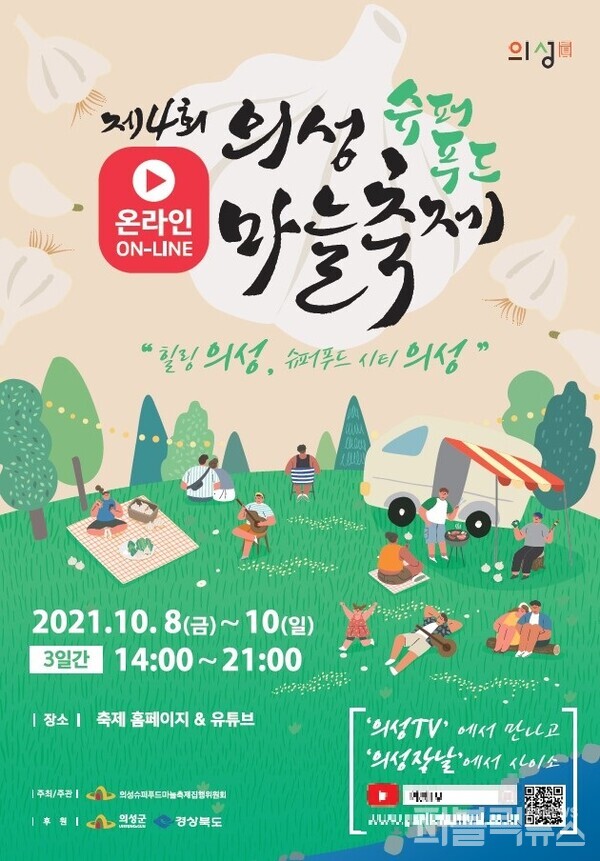 의성
제4회 의성 슈퍼푸드
마늘축제
온라인
ON-LINE
“힐링 의성, 슈퍼푸드 시티 의성”
2021.10. 8(금)~10(일)
3일간 14:00~21:00
| 장소 | 축제 홈페이지 & 유튜브
‘의성TV’ 에서 만나고
‘의성장날’에서 사이소
| 주최/주관 | 의성슈퍼푸드마늘축제집행위원회
| 후 원 | 의성군 경상북도
퍼블릭뉴스